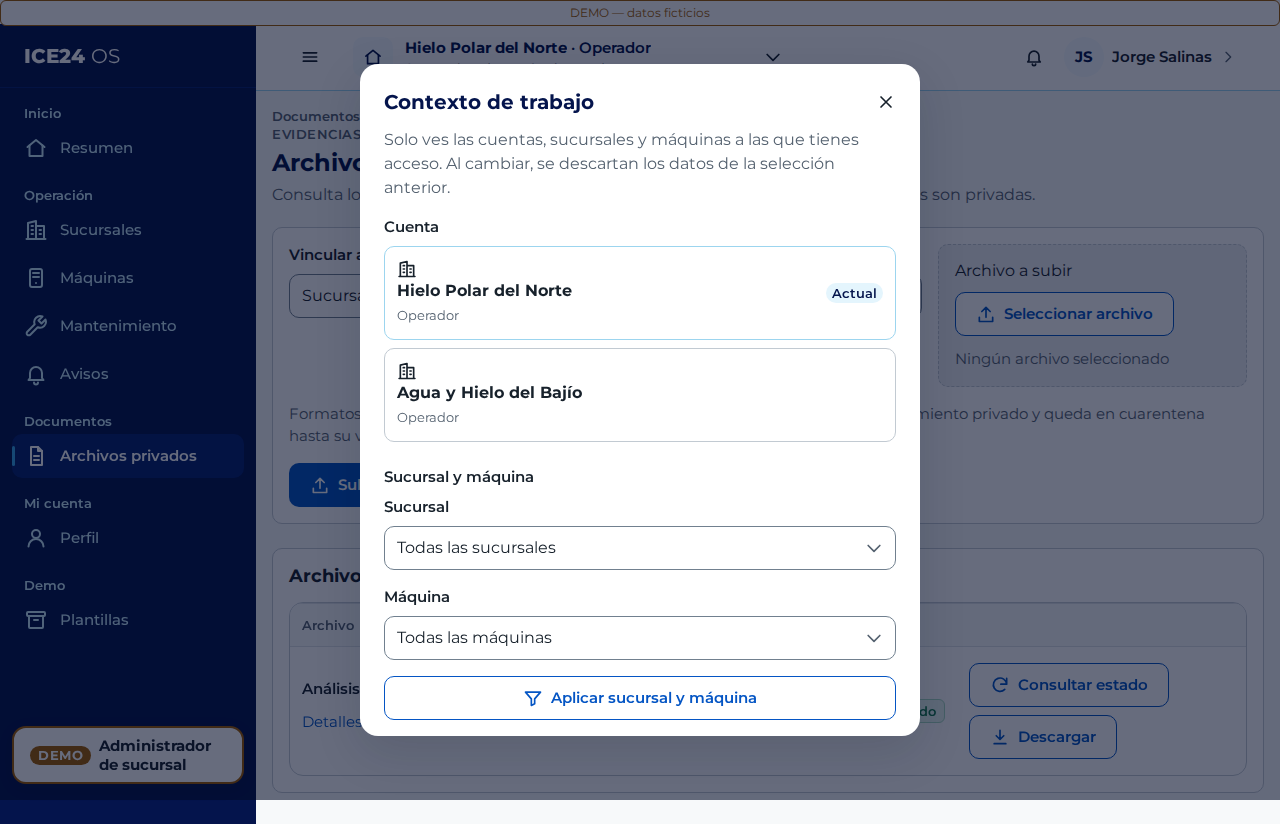 DEMO — datos ficticios
ICE24 OS
Inicio
Resumen
Operación
Sucursales
Máquinas
Mantenimiento
Avisos
Documentos
Archivos privados
Mi cuenta
Perfil
Demo
Plantillas
DEMO
Administrador
de sucursal
Hielo Polar del Norte · Operador
JS
Jorge Salinas
Documentos
EVIDENCIAS
Consulta
s son privadas.
Vincular
Archivo a subir
Seleccionar archivo
Ningún archivo seleccionado
Formatos
miento privado y queda en cuarentena
hasta su
Archivo
Análisis
Detalles
Consultar estado
Descargar
Contexto de trabajo
Solo ves las cuentas, sucursales y máquinas a las que tienes
acceso. Al cambiar, se descartan los datos de la selección
anterior.
Cuenta
Hielo Polar del Norte
Operador
Actual
Agua y Hielo del Bajío
Operador
Sucursal y máquina
Sucursal
Todas las sucursales
Máquina
Todas las máquinas
Aplicar sucursal y máquina